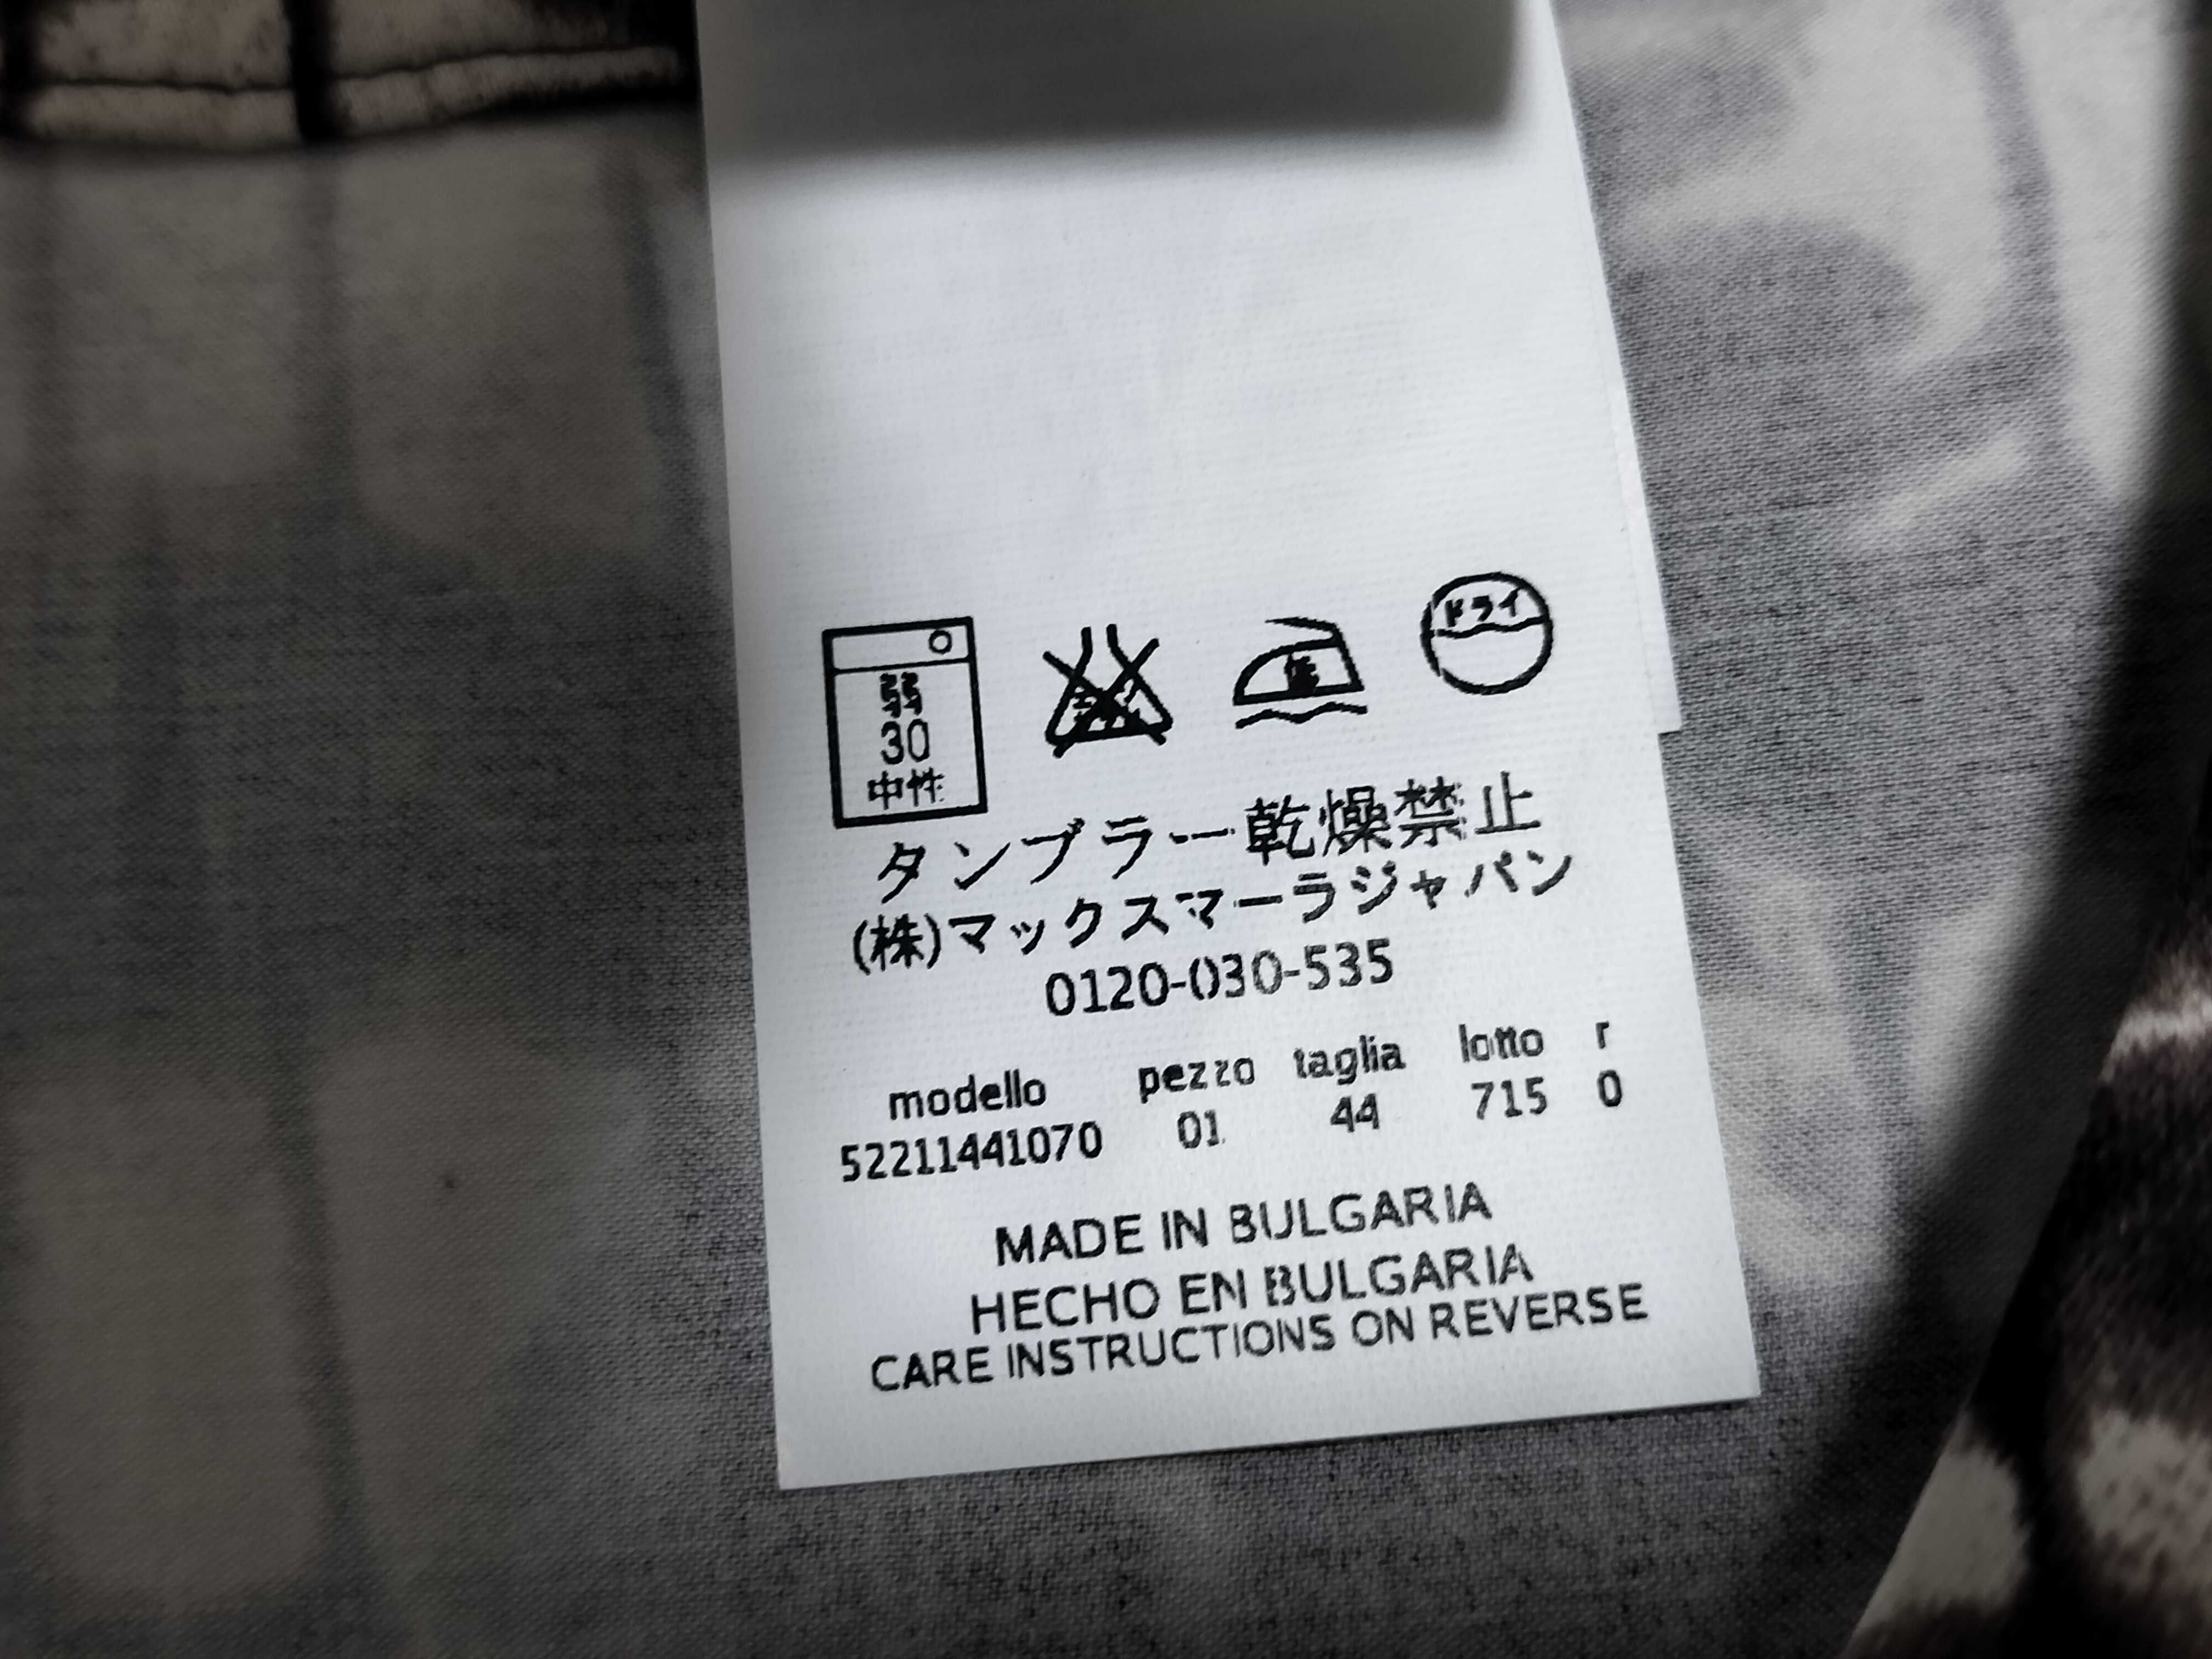 ドライ
30
中性
タンブラー乾燥禁止
(株)マックスマーラジャパン
0120-030-535
modello pezzo taglia lotto r
52211441070 01 44 715 0
MADE IN BULGARIA
HECHO EN BULGARIA
CARE INSTRUCTIONS ON REVERSE